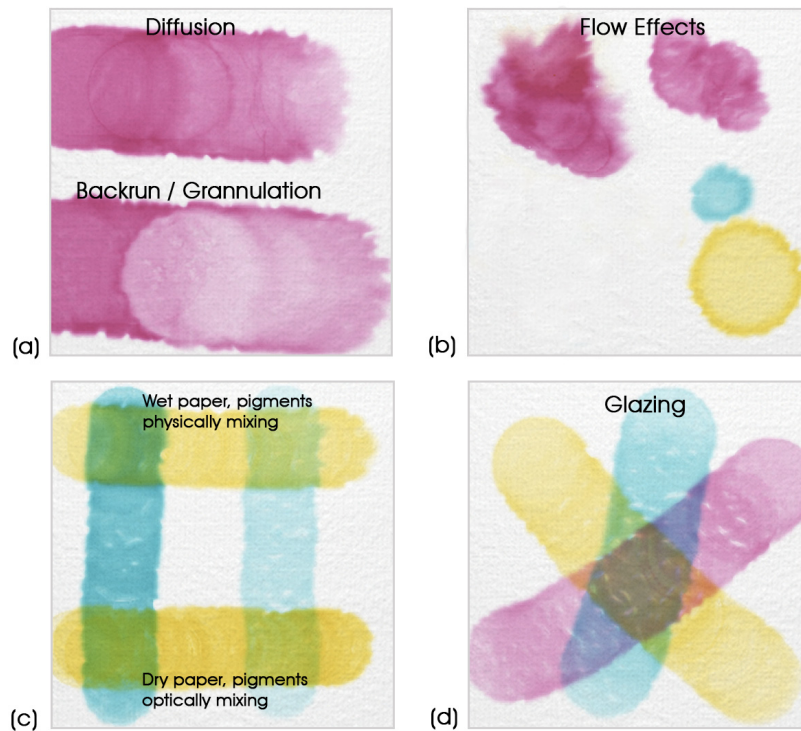 Diffusion
Backrun / Grannulation
(a)
Flow Effects
(b)
Wet paper, pigments
physically mixing
Dry paper, pigments
optically mixing
(c)
Glazing
(d)